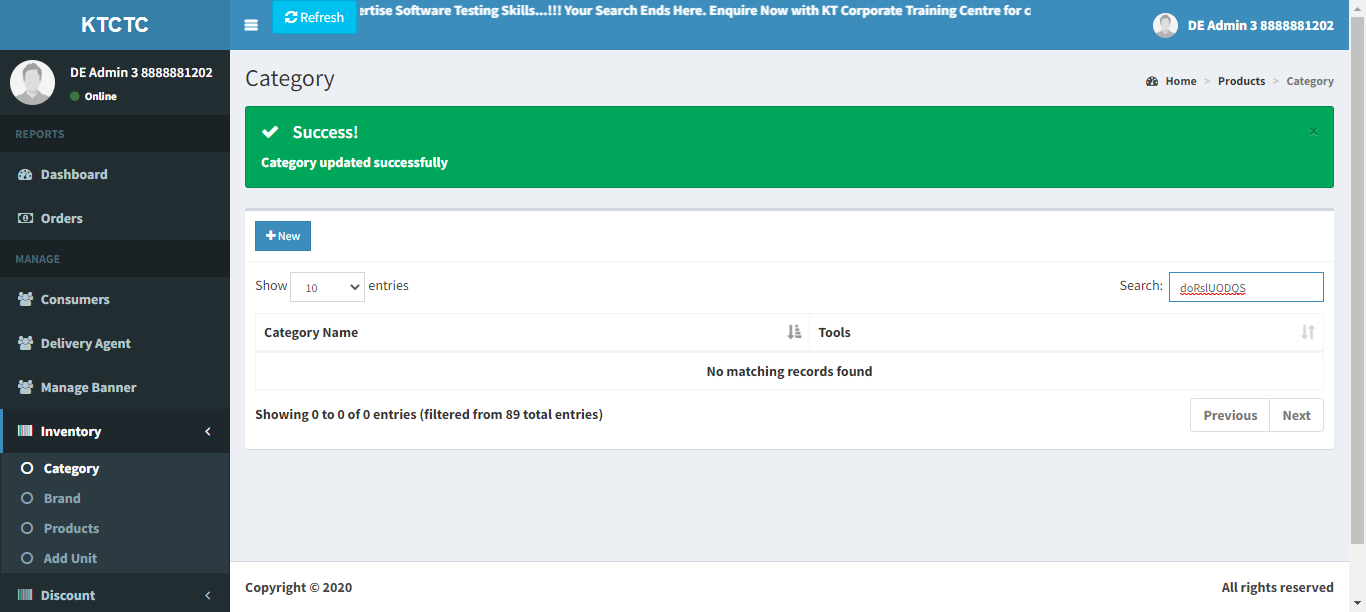 KTCTC
Refresh
ertise Software Testing Skills...!!! Your Search Ends Here. Enquire Now with KT Corporate Training Centre for c
DE Admin 3 8888881202
DE Admin 3 8888881202
Online
REPORTS
Dashboard
Orders
MANAGE
Consumers
Delivery Agent
Manage Banner
Inventory
Category
Brand
Products
Add Unit
Discount
Category
Home > Products > Category
Success!
×
Category updated successfully
New
Show 10 entries
Search: doRslUODQS
Category Name
Tools
No matching records found
Showing 0 to 0 of 0 entries (filtered from 89 total entries)
Previous
Next
Copyright © 2020
All rights reserved